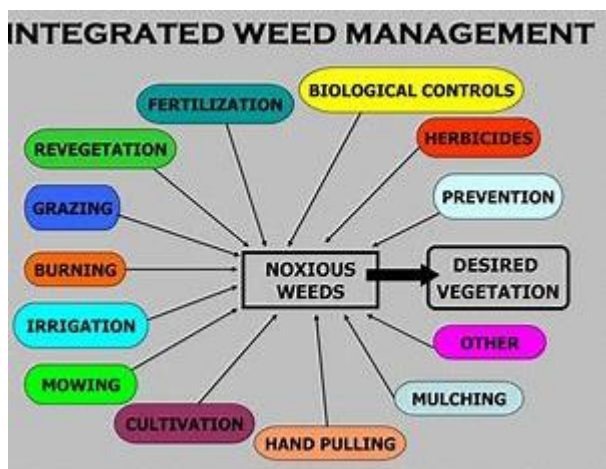 INTEGRATED WEED MANAGEMENT
BIOLOGICAL CONTROLS
FERTILIZATION
HERBICIDES
REVEGETATION
PREVENTION
GRAZING
BURNING
NOXIOUS
WEEDS
DESIRED
VEGETATION
IRRIGATION
OTHER
MOWING
MULCHING
CULTIVATION
HAND PULLING